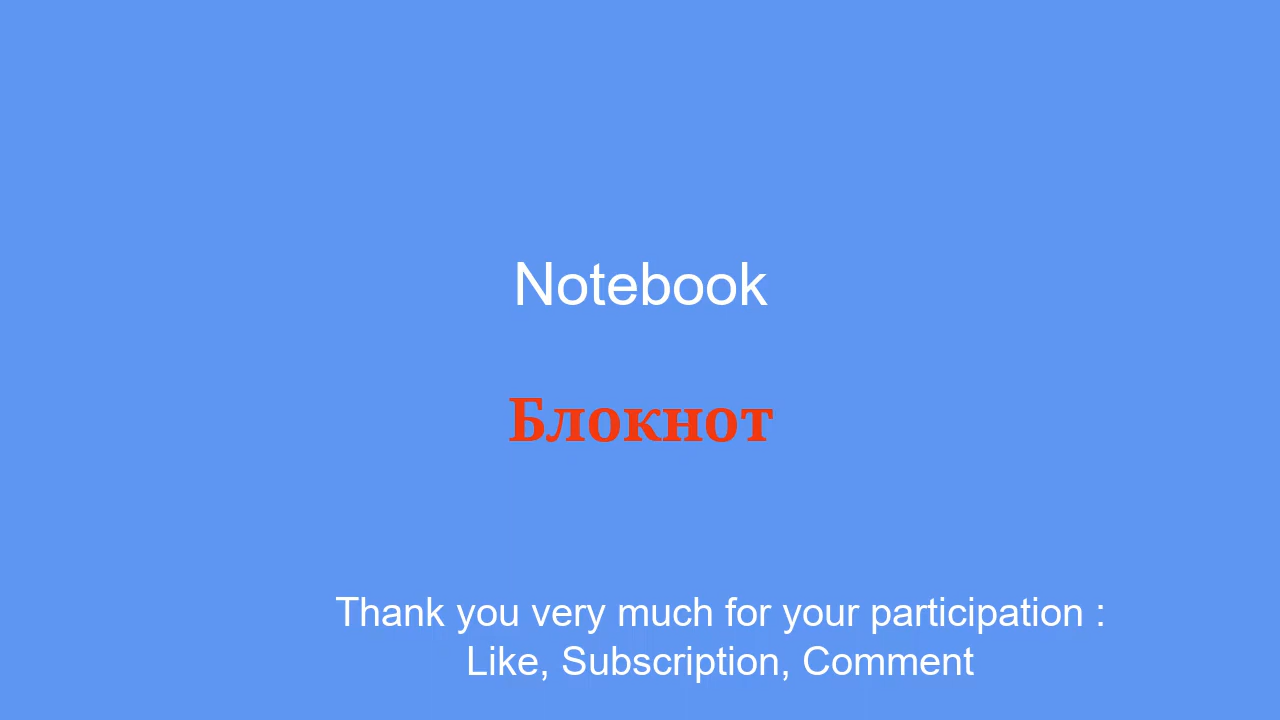 Notebook
Блокнот
Thank you very much for your participation :
Like, Subscription, Comment